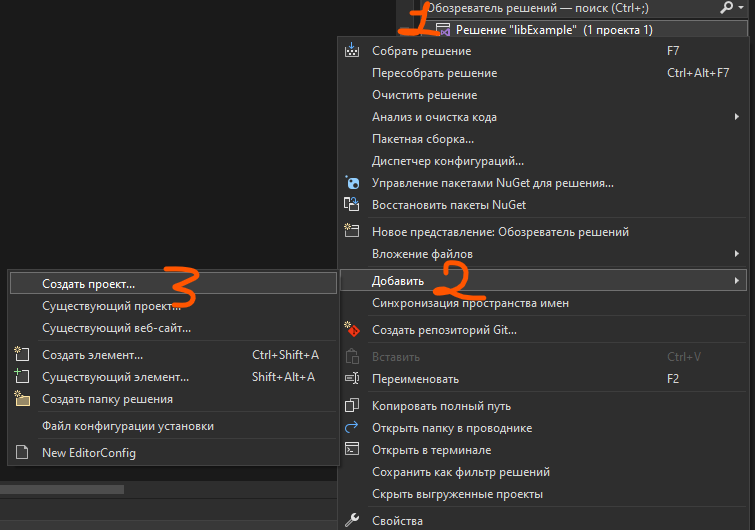 Обозреватель решений — поиск (Ctrl+;)
1
Решение "libExample" (1 проекта 1)
Собрать решение F7
Пересобрать решение Ctrl+Alt+F7
Очистить решение
Анализ и очистка кода
Пакетная сборка...
Диспетчер конфигураций...
Управление пакетами NuGet для решения...
Восстановить пакеты NuGet
Новое представление: Обозреватель решений
Вложение файлов
Добавить 2
Синхронизация пространства имен
Создать репозиторий Git...
Вставить Ctrl+V
Переименовать F2
Копировать полный путь
Открыть папку в проводнике
Открыть в терминале
Сохранить как фильтр решений
Скрыть выгруженные проекты
Свойства
Создать проект... 3
Существующий проект...
Существующий веб-сайт...
Создать элемент... Ctrl+Shift+A
Существующий элемент... Shift+Alt+A
Создать папку решения
Файл конфигурации установки
New EditorConfig